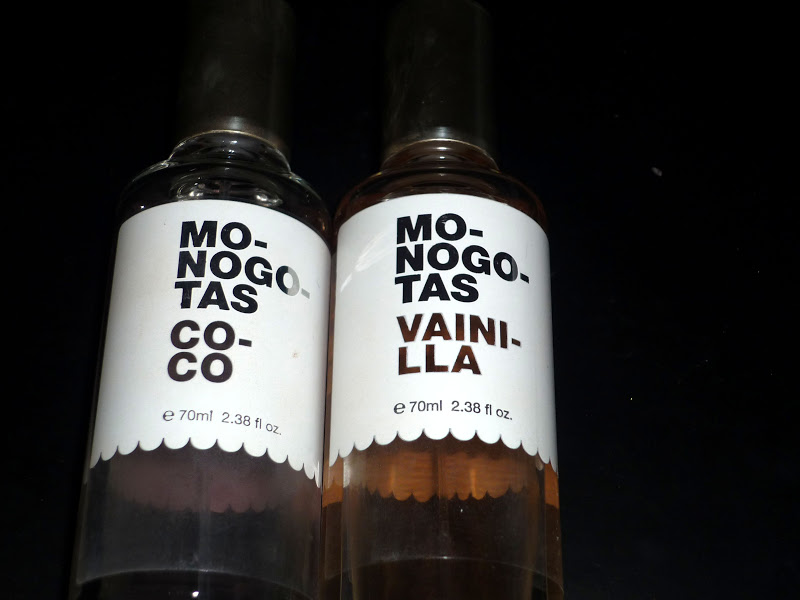 MO-
NOGO-
TAS
CO-
CO
℮ 70ml 2.38 fl oz.
MO-
NOGO-
TAS
VAINI-
LLA
℮ 70ml 2.38 fl oz.